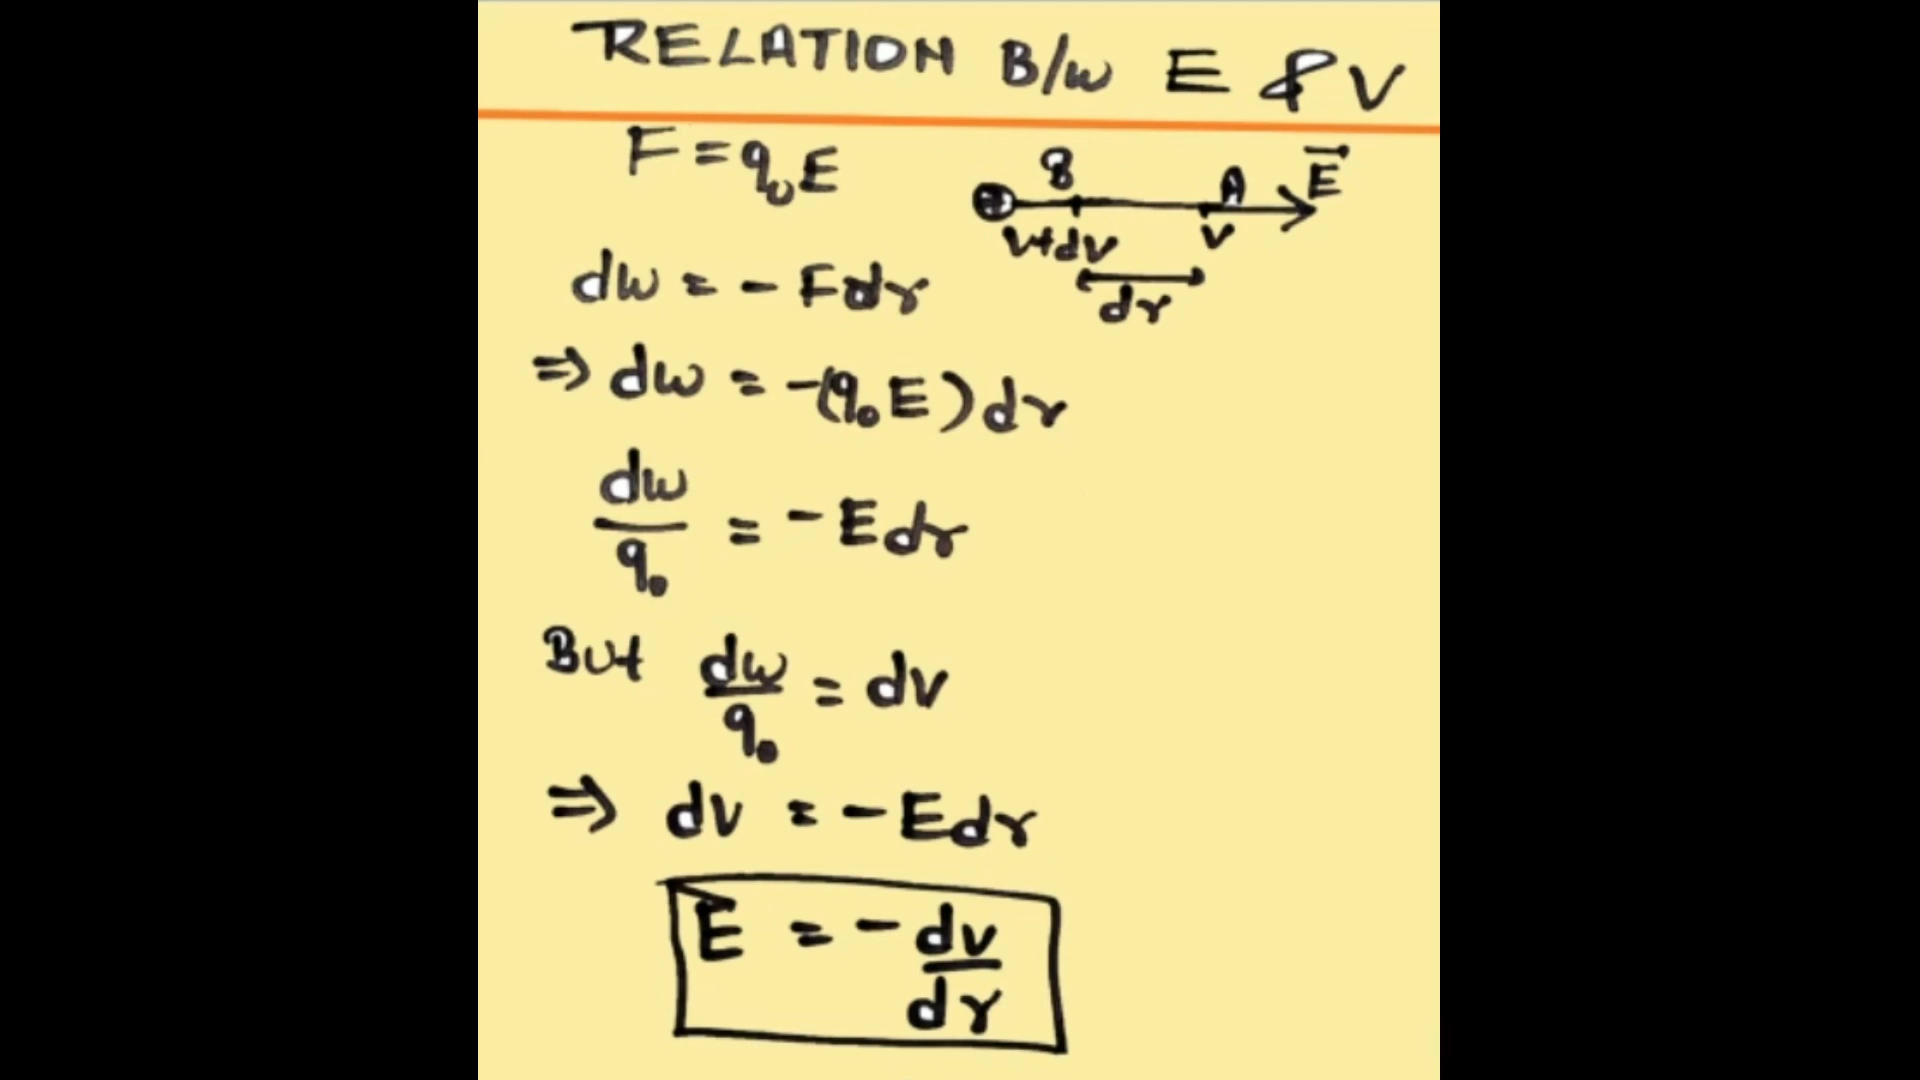 RELATION B/W E & V
F = q₀E
B A E⃗
V+dV V
dr
dw = - Fdr
⇒ dw = -(q₀E)dr
dw/q₀ = - Edr
But dw/q₀ = dV
⇒ dV = - Edr
E = - dV/dr